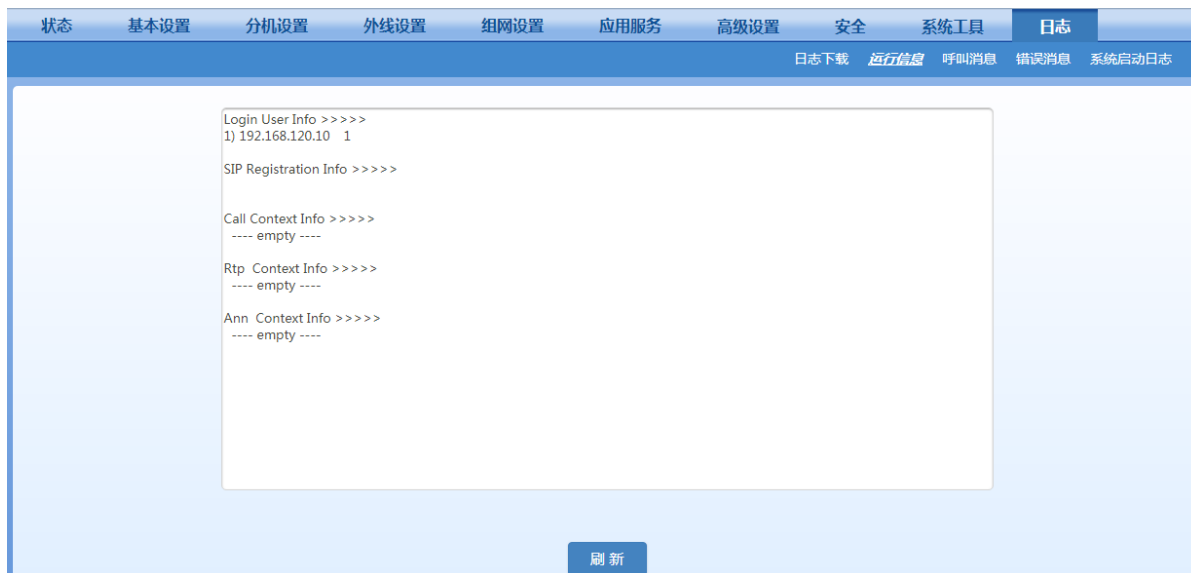 状态 基本设置 分机设置 外线设置 组网设置 应用服务 高级设置 安全 系统工具 日志
日志下载 运行信息 呼叫消息 错误消息 系统启动日志
Login User Info >>>>>
1) 192.168.120.10 1
SIP Registration Info >>>>>
Call Context Info >>>>>
---- empty ----
Rtp Context Info >>>>>
---- empty ----
Ann Context Info >>>>>
---- empty ----
刷新